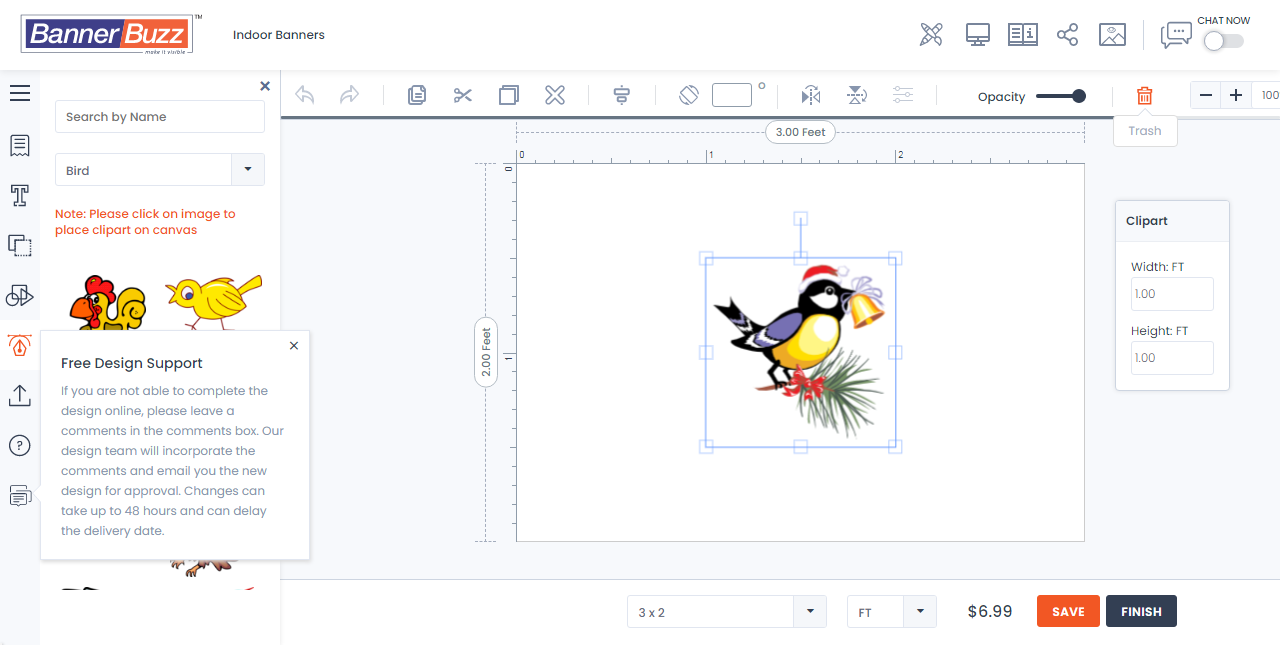 BannerBuzz™
make it visible
Indoor Banners
CHAT NOW
Opacity
Trash
Search by Name
Bird
Note: Please click on image to
place clipart on canvas
3.00 Feet
0
1
2
0
1
2.00 Feet
Clipart
Width: FT
1.00
Height: FT
1.00
Free Design Support
If you are not able to complete the
design online, please leave a
comments in the comments box. Our
design team will incorporate the
comments and email you the new
design for approval. Changes can
take up to 48 hours and can delay
the delivery date.
3 x 2
FT
$6.99
SAVE
FINISH